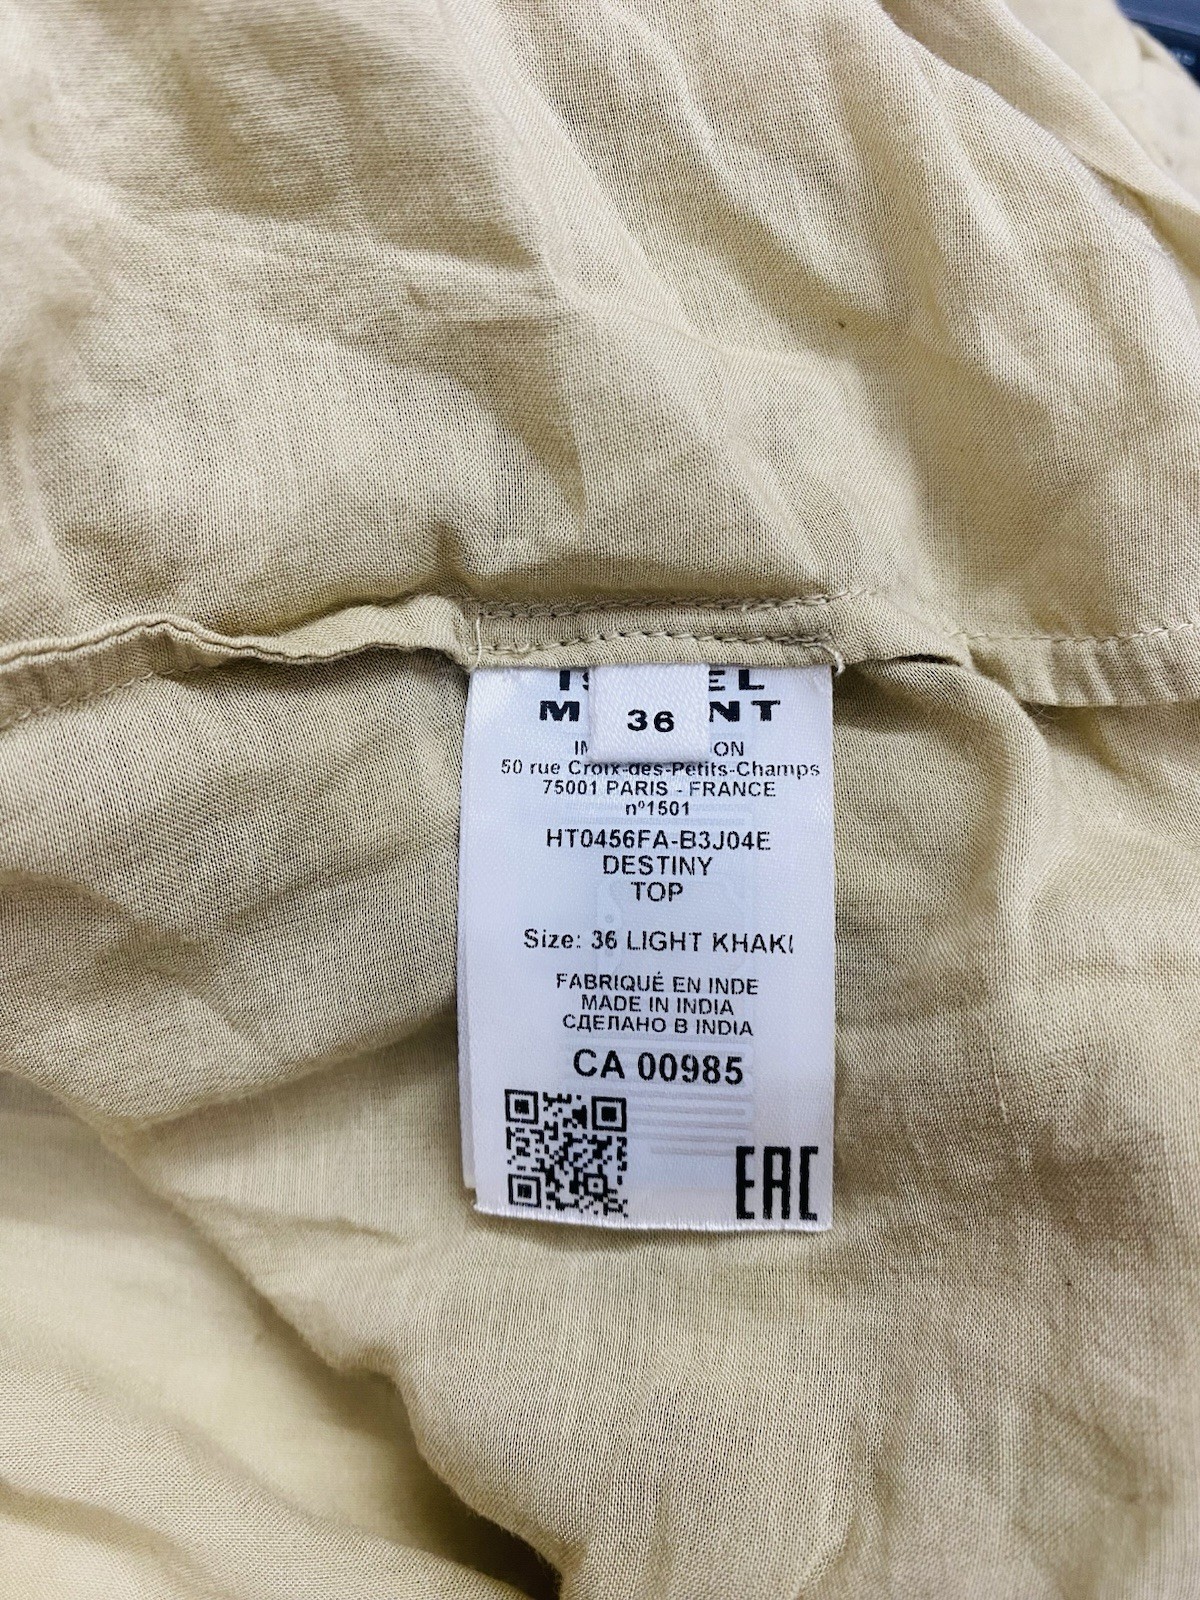 36
50 rue Croix-des-Petits-Champs
75001 PARIS - FRANCE
nº1501
HT0456FA-B3J04E
DESTINY
TOP
Size: 36 LIGHT KHAKI
FABRIQUÉ EN INDE
MADE IN INDIA
СДЕЛАНО В INDIA
CA 00985
EAC